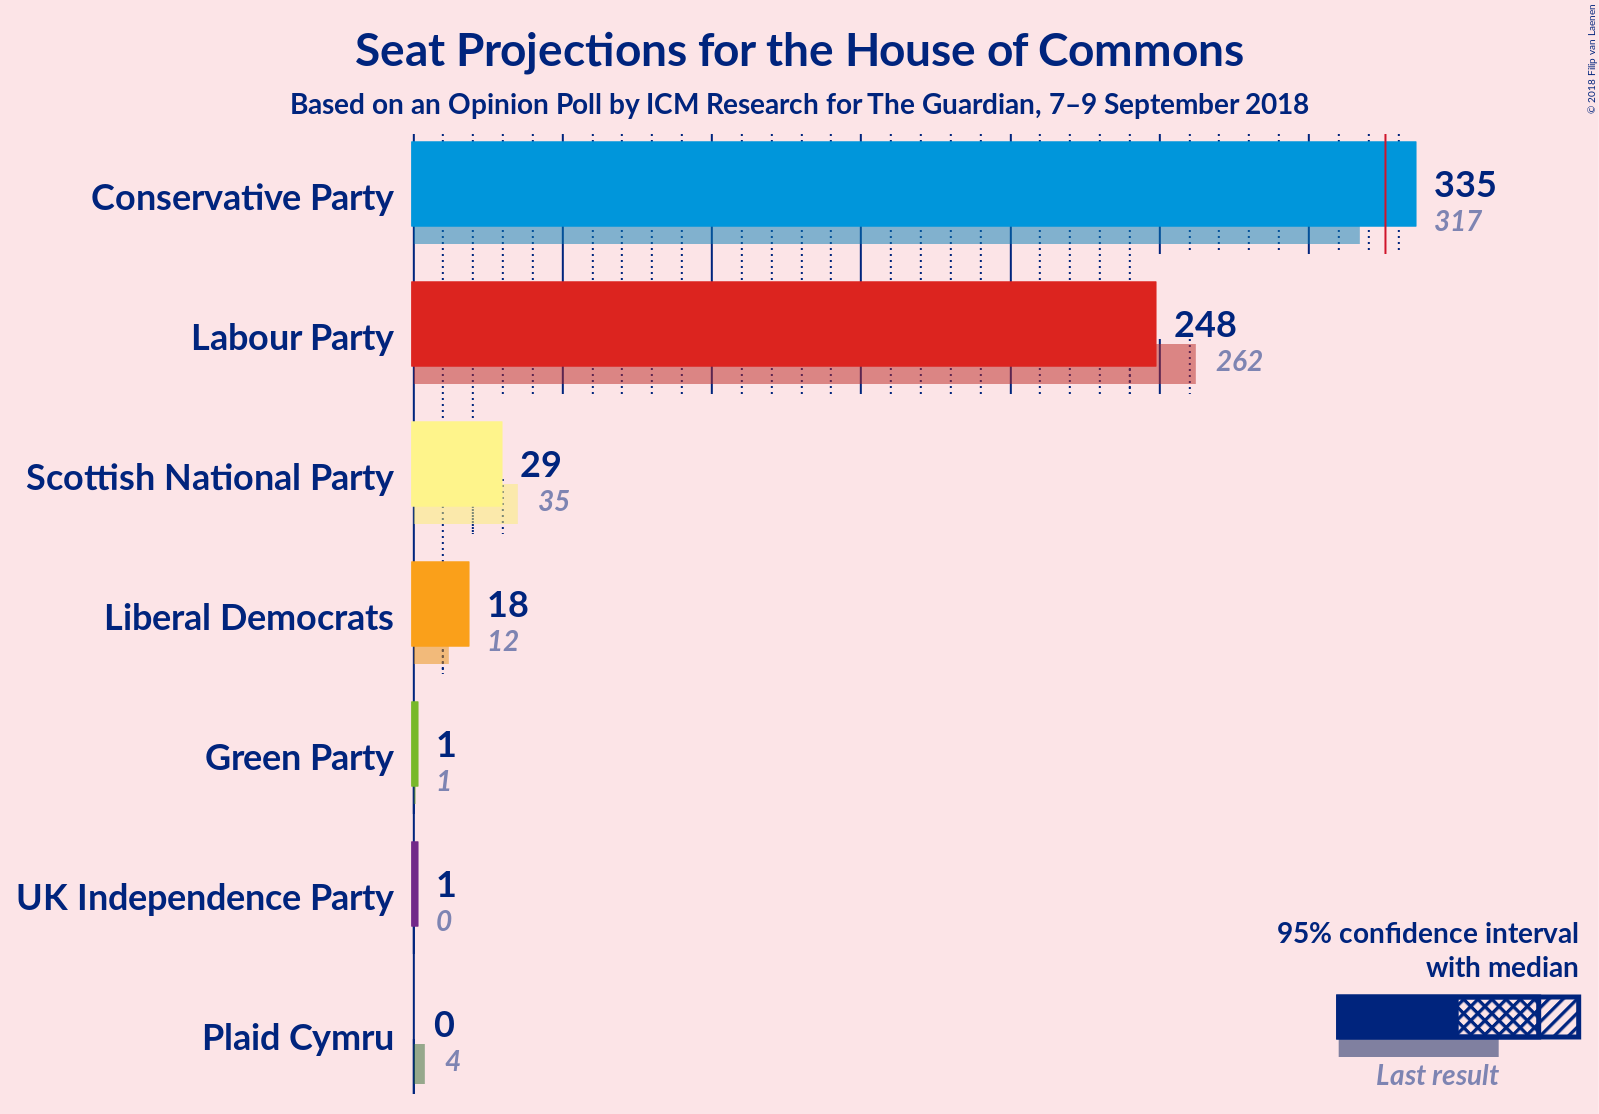 Seat Projections for the House of Commons
Based on an Opinion Poll by ICM Research for The Guardian, 7–9 September 2018
© 2018 Filip van Laenen
Conservative Party
335
317
Labour Party
248
262
Scottish National Party
29
35
Liberal Democrats
18
12
Green Party
1
1
UK Independence Party
1
0
Plaid Cymru
0
4
95% confidence interval
with median
Last result